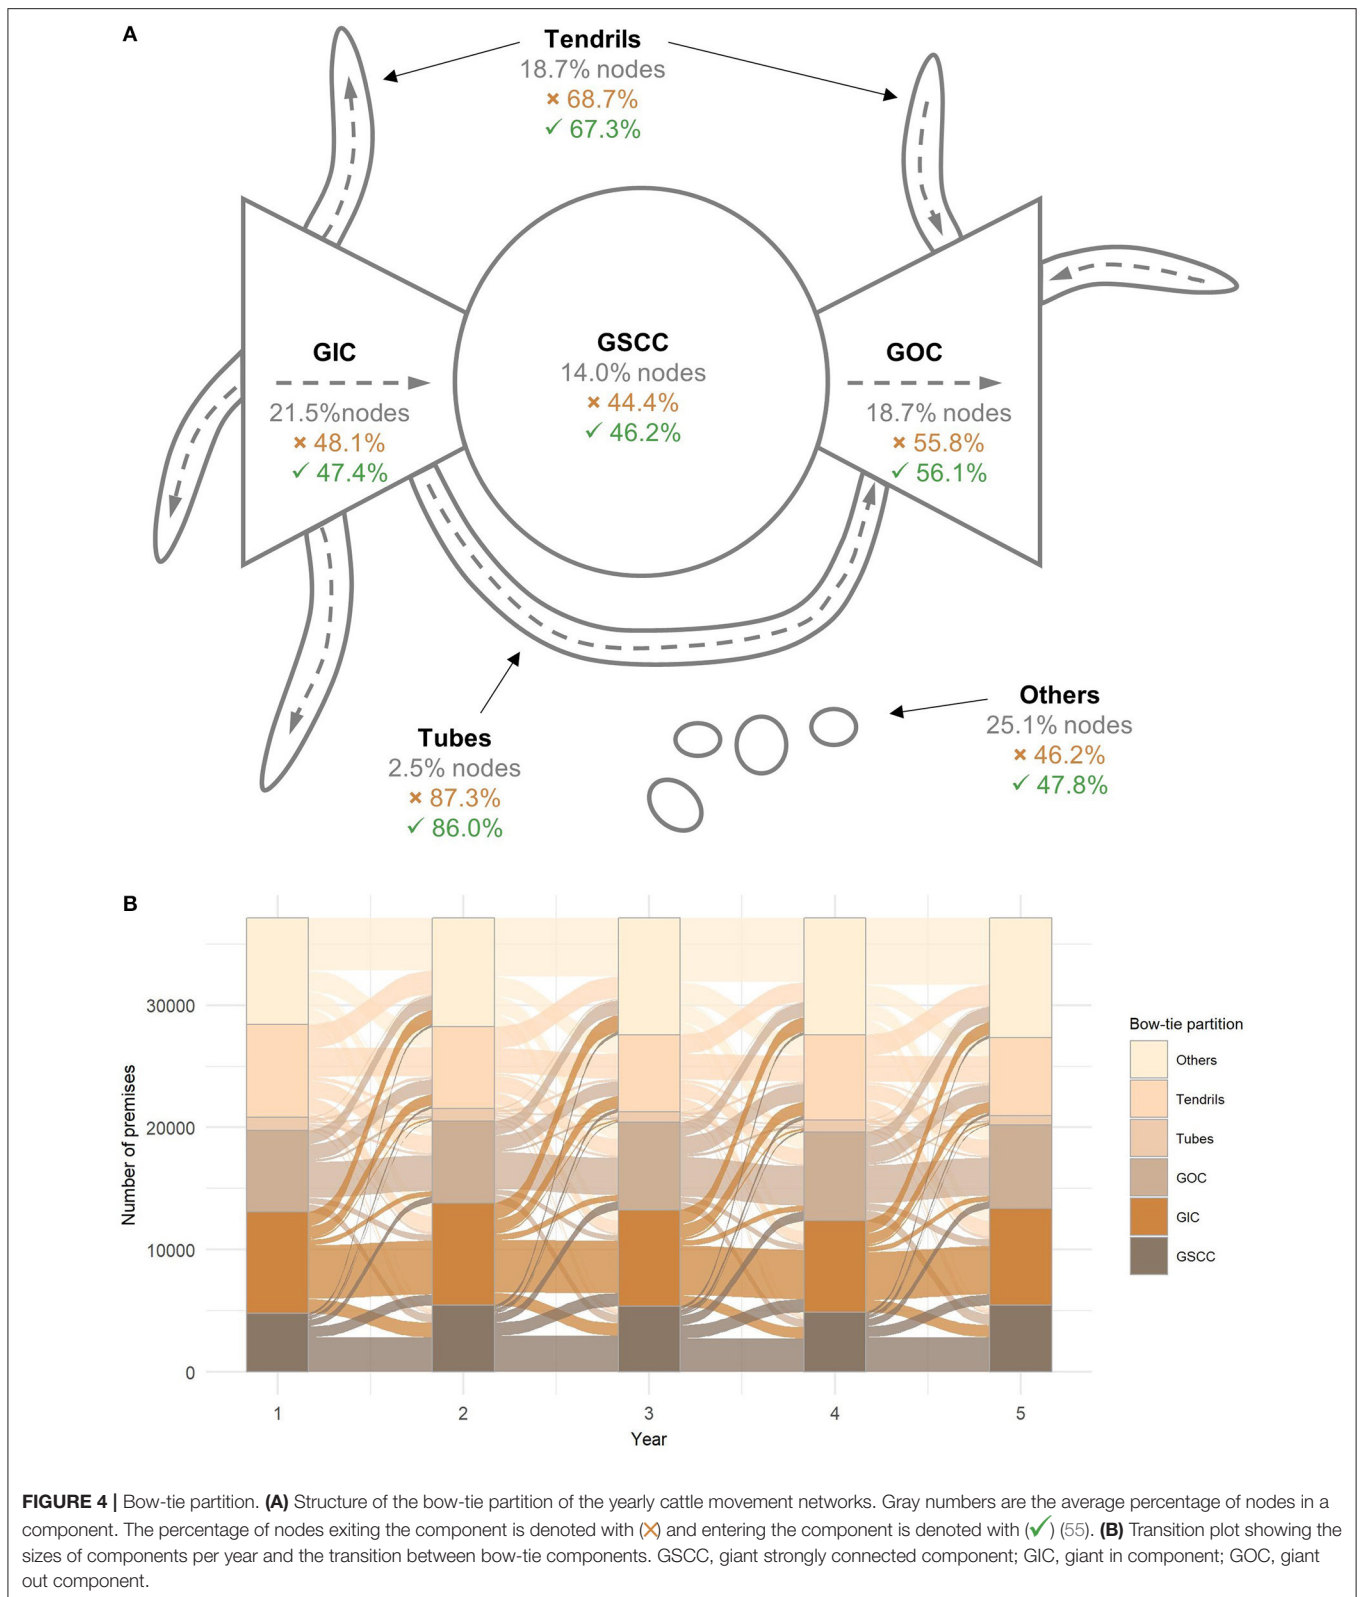 A
Tendrils
18.7% nodes
× 68.7%
✓ 67.3%
GIC
21.5%nodes
× 48.1%
✓ 47.4%
GSCC
14.0% nodes
× 44.4%
✓ 46.2%
GOC
18.7% nodes
× 55.8%
✓ 56.1%
Tubes
2.5% nodes
× 87.3%
✓ 86.0%
Others
25.1% nodes
× 46.2%
✓ 47.8%
B
Number of premises
30000
20000
10000
0
1 2 3 4 5
Year
Bow-tie partition
Others
Tendrils
Tubes
GOC
GIC
GSCC
FIGURE 4 | Bow-tie partition. (A) Structure of the bow-tie partition of the yearly cattle movement networks. Gray numbers are the average percentage of nodes in a
component. The percentage of nodes exiting the component is denoted with (×) and entering the component is denoted with (✓) (55). (B) Transition plot showing the
sizes of components per year and the transition between bow-tie components. GSCC, giant strongly connected component; GIC, giant in component; GOC, giant
out component.